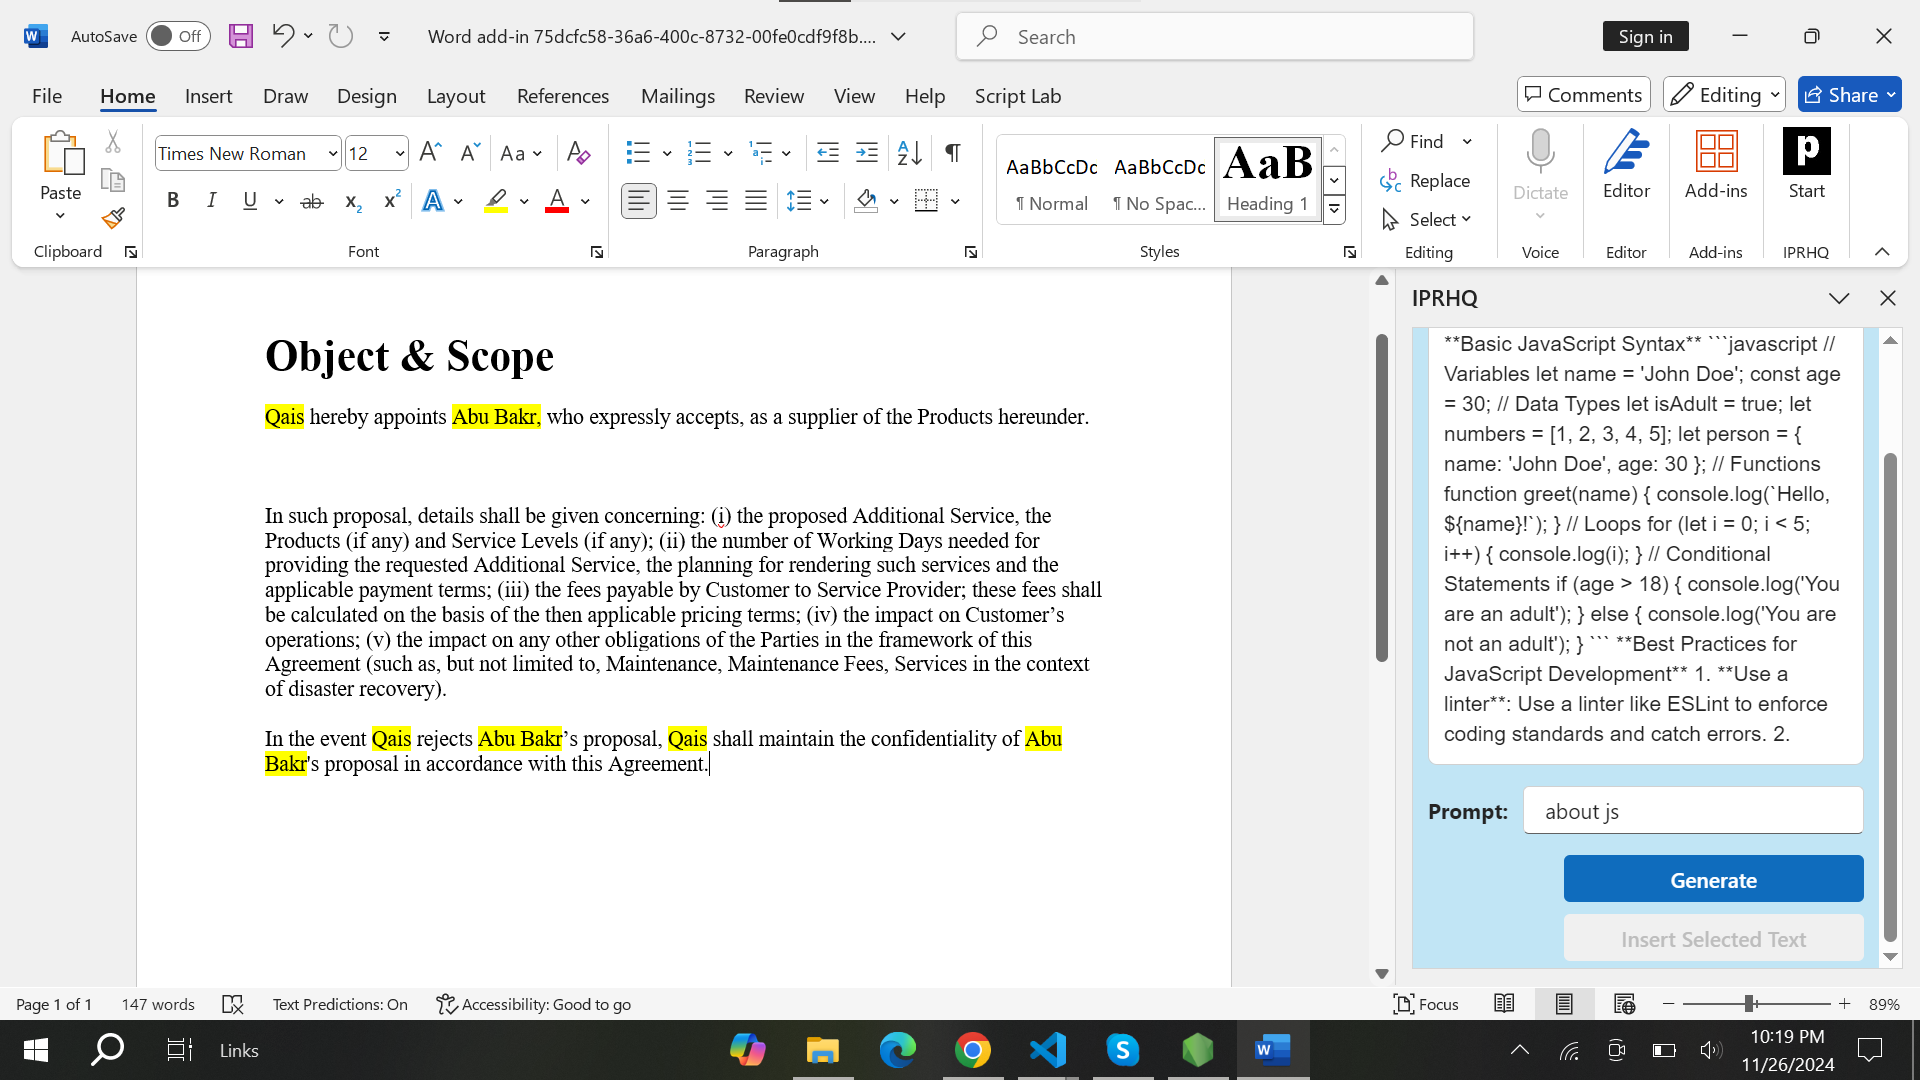 AutoSave Off Word add-in 75dcfc58-36a6-400c-8732-00fe0cdf9f8b.... Search Sign in
File Home Insert Draw Design Layout References Mailings Review View Help Script Lab Comments Editing Share
Paste
Clipboard
Times New Roman 12
Font
Paragraph
AaBbCcDc AaBbCcDc AaB
¶ Normal ¶ No Spac... Heading 1
Styles
Find
Replace
Select
Editing
Dictate
Voice
Editor
Editor
Add-ins
Add-ins
Start
IPRHQ
Object & Scope
Qais hereby appoints Abu Bakr, who expressly accepts, as a supplier of the Products hereunder.
In such proposal, details shall be given concerning: (i) the proposed Additional Service, the
Products (if any) and Service Levels (if any); (ii) the number of Working Days needed for
providing the requested Additional Service, the planning for rendering such services and the
applicable payment terms; (iii) the fees payable by Customer to Service Provider; these fees shall
be calculated on the basis of the then applicable pricing terms; (iv) the impact on Customer’s
operations; (v) the impact on any other obligations of the Parties in the framework of this
Agreement (such as, but not limited to, Maintenance, Maintenance Fees, Services in the context
of disaster recovery).
In the event Qais rejects Abu Bakr’s proposal, Qais shall maintain the confidentiality of Abu
Bakr's proposal in accordance with this Agreement.
IPRHQ
**Basic JavaScript Syntax** ```javascript //
Variables let name = 'John Doe'; const age
= 30; // Data Types let isAdult = true; let
numbers = [1, 2, 3, 4, 5]; let person = {
name: 'John Doe', age: 30 }; // Functions
function greet(name) { console.log(`Hello,
${name}!`); } // Loops for (let i = 0; i < 5;
i++) { console.log(i); } // Conditional
Statements if (age > 18) { console.log('You
are an adult'); } else { console.log('You are
not an adult'); } ``` **Best Practices for
JavaScript Development** 1. **Use a
linter**: Use a linter like ESLint to enforce
coding standards and catch errors. 2.
Prompt: about js
Generate
Insert Selected Text
Page 1 of 1 147 words Text Predictions: On Accessibility: Good to go Focus 89%
Links
10:19 PM
11/26/2024